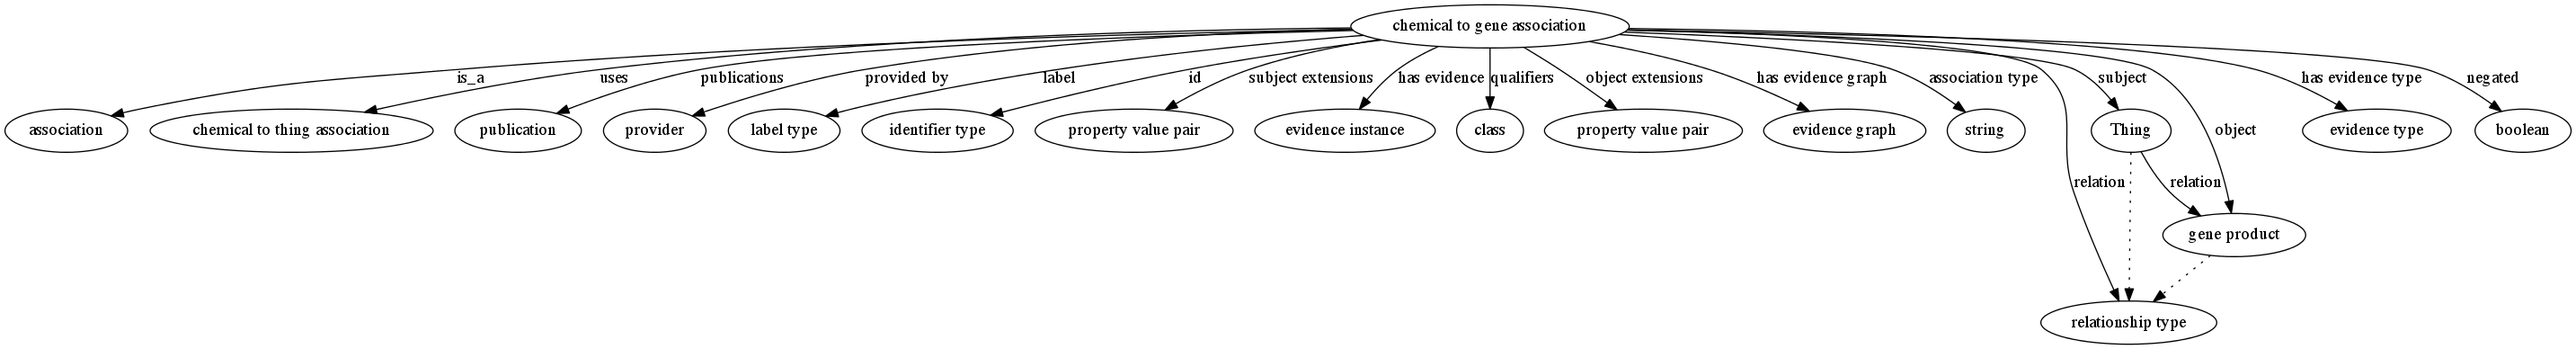 chemical to gene association
is_a
uses
publications
provided by
label
id
subject extensions
has evidence
qualifiers
object extensions
has evidence graph
association type
subject
has evidence type
negated
association
chemical to thing association
publication
provider
label type
identifier type
property value pair
evidence instance
class
property value pair
evidence graph
string
Thing
object
evidence type
boolean
relation
relation
gene product
relationship type